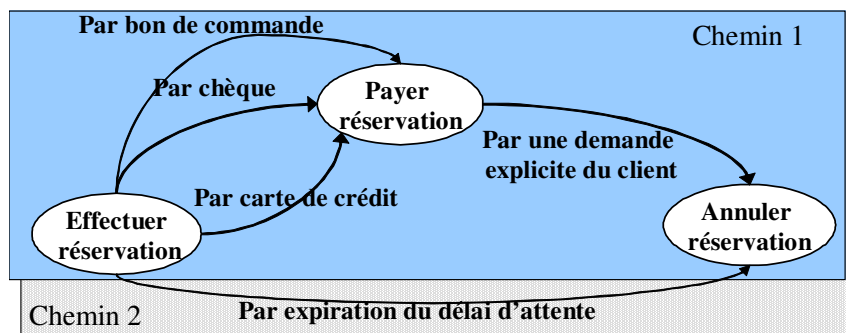 Par bon de commande
Chemin 1
Par chèque
Payer
réservation
Par une demande
explicite du client
Par carte de crédit
Effectuer
réservation
Annuler
réservation
Par expiration du délai d’attente
Chemin 2